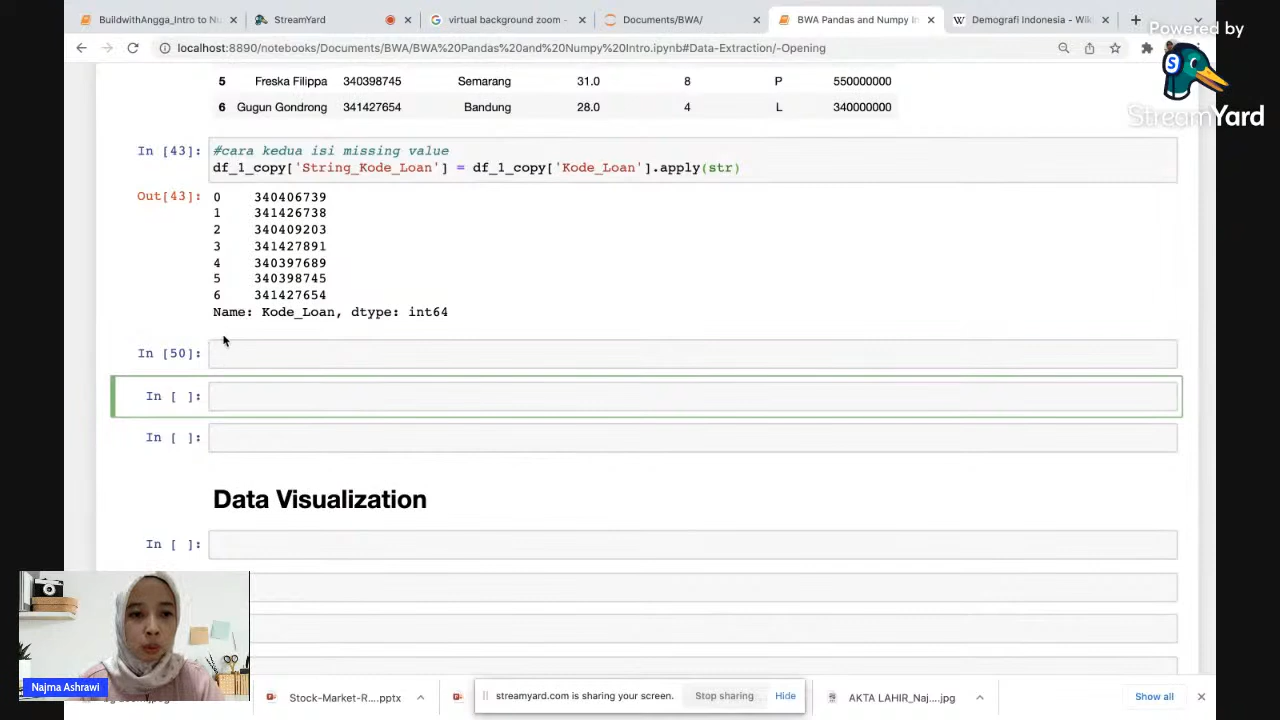 BuildwithAngga_Intro to Nu
StreamYard
virtual background zoom -
Documents/BWA/
BWA Pandas and Numpy In
Demografi Indonesia - Wiki
Powered by
StreamYard
localhost:8890/notebooks/Documents/BWA/BWA%20Pandas%20and%20Numpy%20Intro.ipynb#Data-Extraction/-Opening
5 Freska Filippa 340398745 Semarang 31.0 8 P 550000000
6 Gugun Gondrong 341427654 Bandung 28.0 4 L 340000000
In [43]: #cara kedua isi missing value
df_1_copy['String_Kode_Loan'] = df_1_copy['Kode_Loan'].apply(str)
Out[43]: 0 340406739
1 341426738
2 340409203
3 341427891
4 340397689
5 340398745
6 341427654
Name: Kode_Loan, dtype: int64
In [50]:
In [ ]:
In [ ]:
Data Visualization
In [ ]:
Najma Ashrawi
Stock-Market-R....pptx
streamyard.com is sharing your screen.
Stop sharing
Hide
AKTA LAHIR_Naj....jpg
Show all